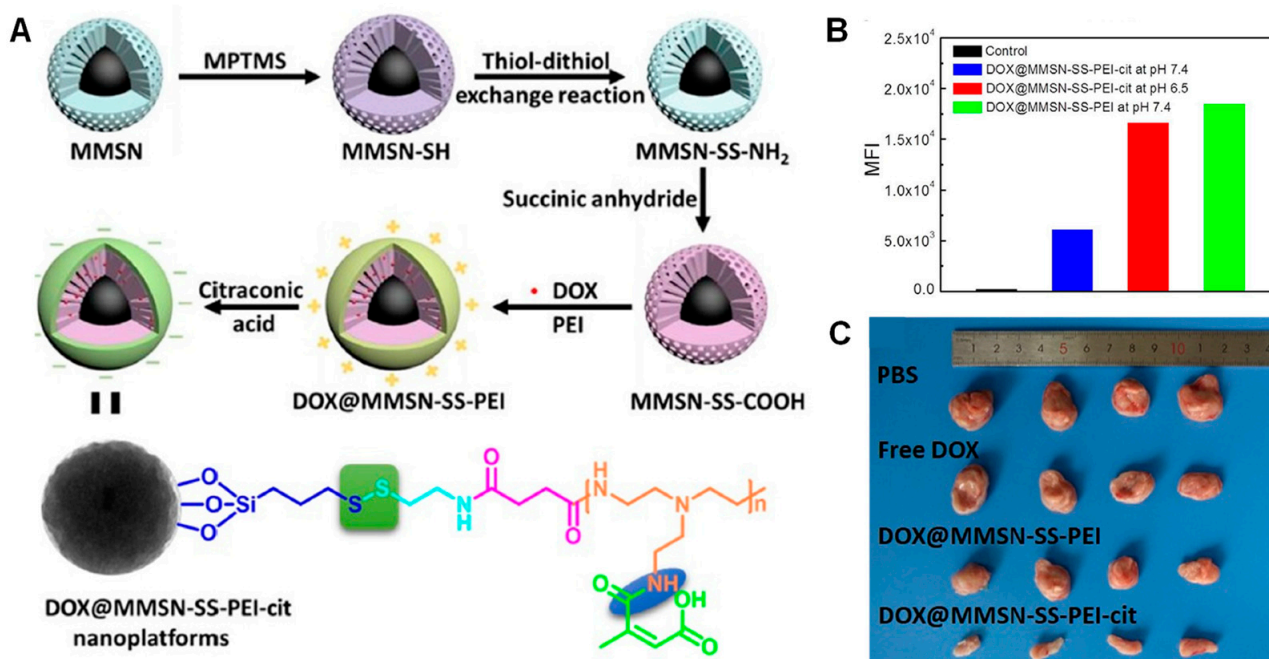 A
MMSN
MPTMS
MMSN-SH
Thiol-dithiol
exchange reaction
MMSN-SS-NH₂
Succinic anhydride
MMSN-SS-COOH
DOX
PEI
DOX@MMSN-SS-PEI
Citraconic
acid
DOX@MMSN-SS-PEI-cit
nanoplatforms
O
O
O
Si
S
S
N
H
O
O
H
N
N
n
NH
O
OH
O
B
MFI
2.5x10⁴
2.0x10⁴
1.5x10⁴
1.0x10⁴
5.0x10³
0.0
Control
DOX@MMSN-SS-PEI-cit at pH 7.4
DOX@MMSN-SS-PEI-cit at pH 6.5
DOX@MMSN-SS-PEI at pH 7.4
C
1 2 3 4 5 6 7 8 9 10 1 2 3 4
PBS
Free DOX
DOX@MMSN-SS-PEI
DOX@MMSN-SS-PEI-cit